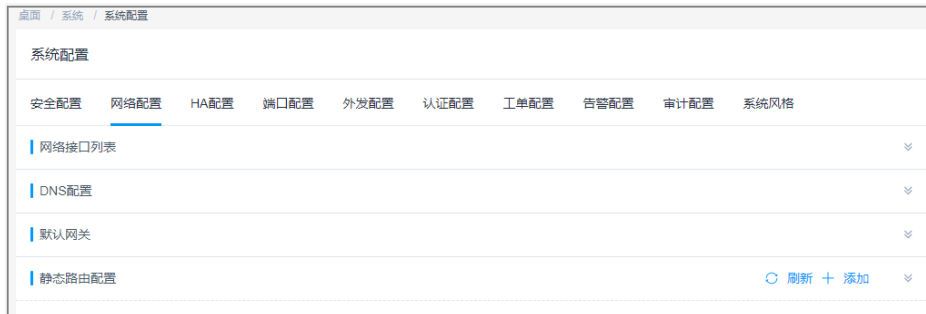 桌面 / 系统 / 系统配置
系统配置
安全配置 网络配置 HA配置 端口配置 外发配置 认证配置 工单配置 告警配置 审计配置 系统风格
网络接口列表
DNS配置
默认网关
静态路由配置 刷新 添加